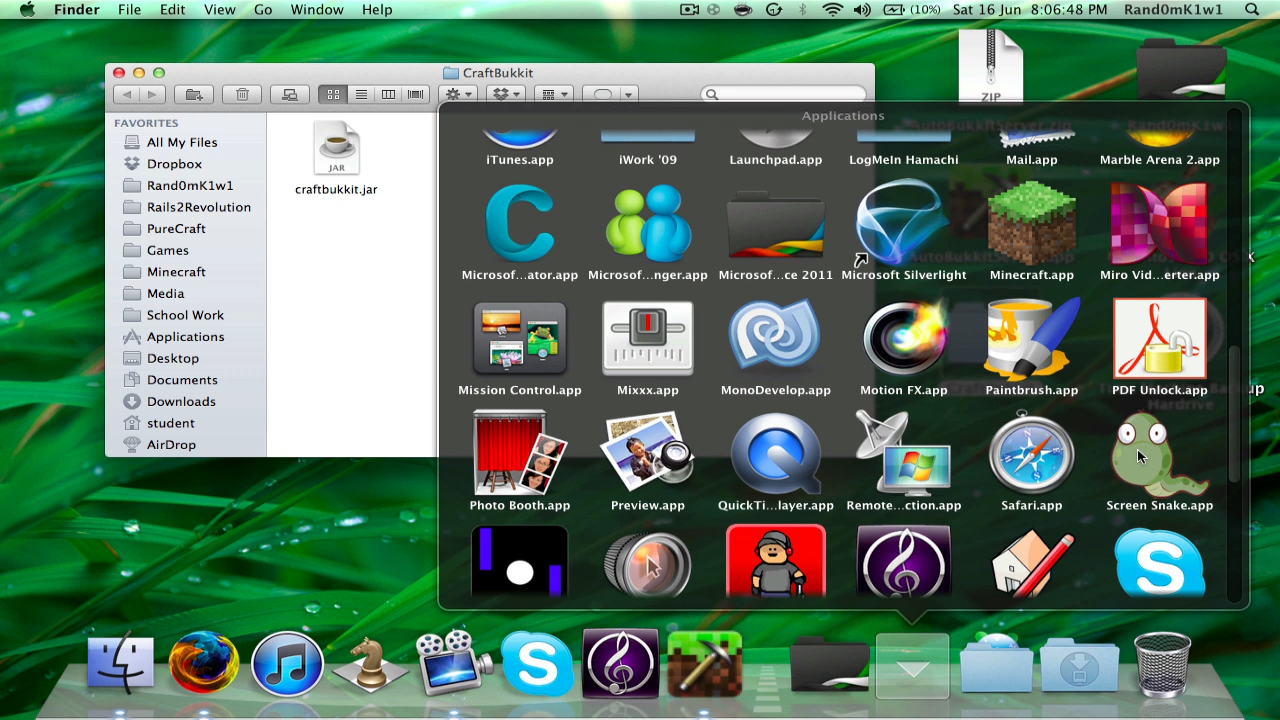 Finder File Edit View Go Window Help (10%) Sat 16 Jun 8:06:48 PM Rand0mK1w1
CraftBukkit
ZIP
FAVORITES
All My Files
Dropbox
Rand0mK1w1
Rails2Revolution
PureCraft
Games
Minecraft
Media
School Work
Applications
Desktop
Documents
Downloads
student
AirDrop
JAR
craftbukkit.jar
Applications
AutoBukkitServer.zip Rand0mK1w1
iTunes.app iWork '09 Launchpad.app LogMeIn Hamachi Mail.app Marble Arena 2.app
Microsof...ator.app Microsof...nger.app Microsof...ce 2011 Microsoft Silverlight Minecraft.app Miro Vid...erter.app
Mission Control.app Mixxx.app MonoDevelop.app Motion FX.app Paintbrush.app PDF Unlock.app
Photo Booth.app Preview.app QuickTi...layer.app Remote...ction.app Safari.app Screen Snake.app